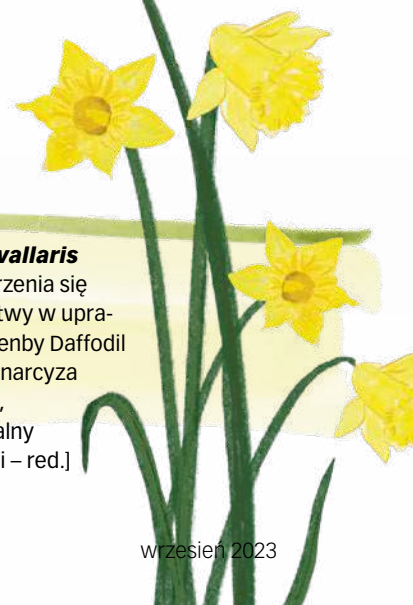 vallaris
rzenia się
twy w upra-
enby Daffodil
narcyza
,
alny
i – red.]
wrzesień 2023